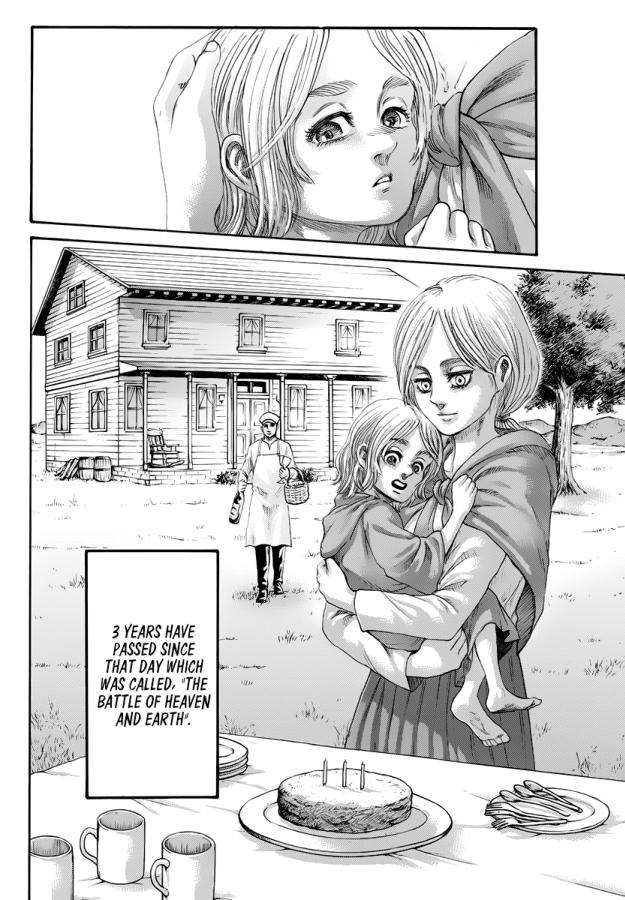 3 YEARS HAVE
PASSED SINCE
THAT DAY WHICH
WAS CALLED, "THE
BATTLE OF HEAVEN
AND EARTH".